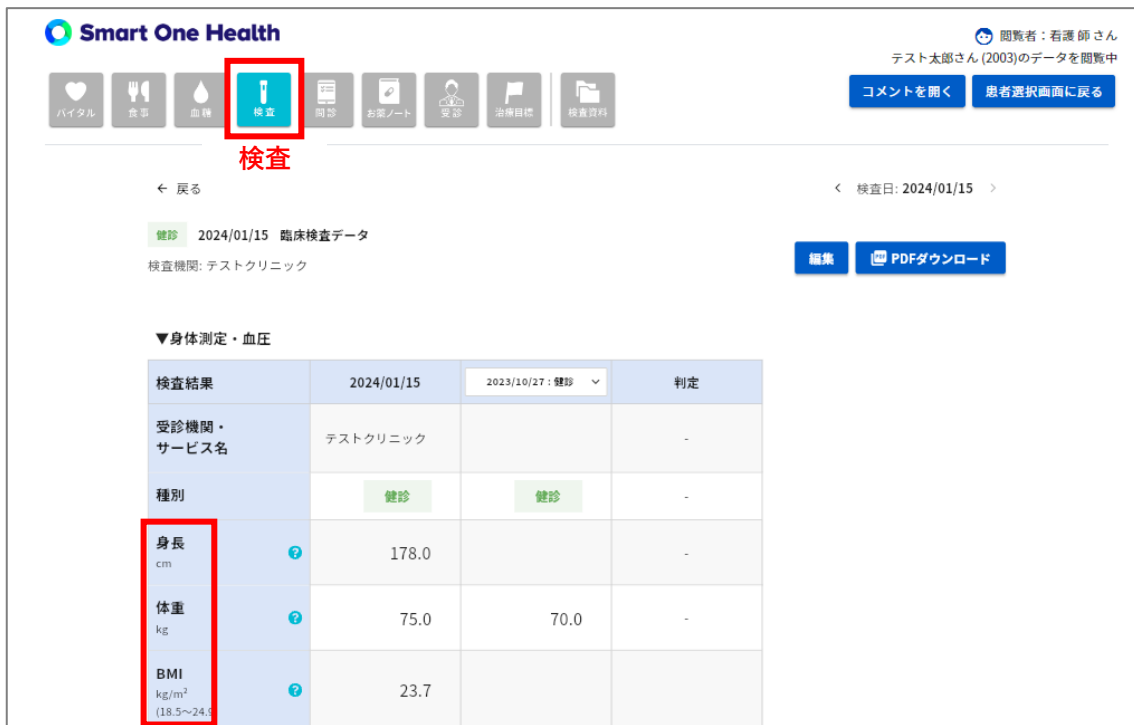 Smart One Health
閲覧者：看護 師 さん
テスト太郎さん (2003)のデータを閲覧中
バイタル
食事
血糖
検査
問診
お薬ノート
受診
治療目標
検査資料
コメントを開く
患者選択画面に戻る
検査
← 戻る
< 検査日: 2024/01/15 >
健診 2024/01/15 臨床検査データ
検査機関: テストクリニック
編集
PDFダウンロード
▼身体測定・血圧
検査結果 2024/01/15 2023/10/27 : 健診 判定
受診機関・
サービス名 テストクリニック -
種別 健診 健診 -
身長 ? 178.0 -
cm
体重 ? 75.0 70.0 -
kg
BMI ? 23.7
kg/m²
(18.5～24.9